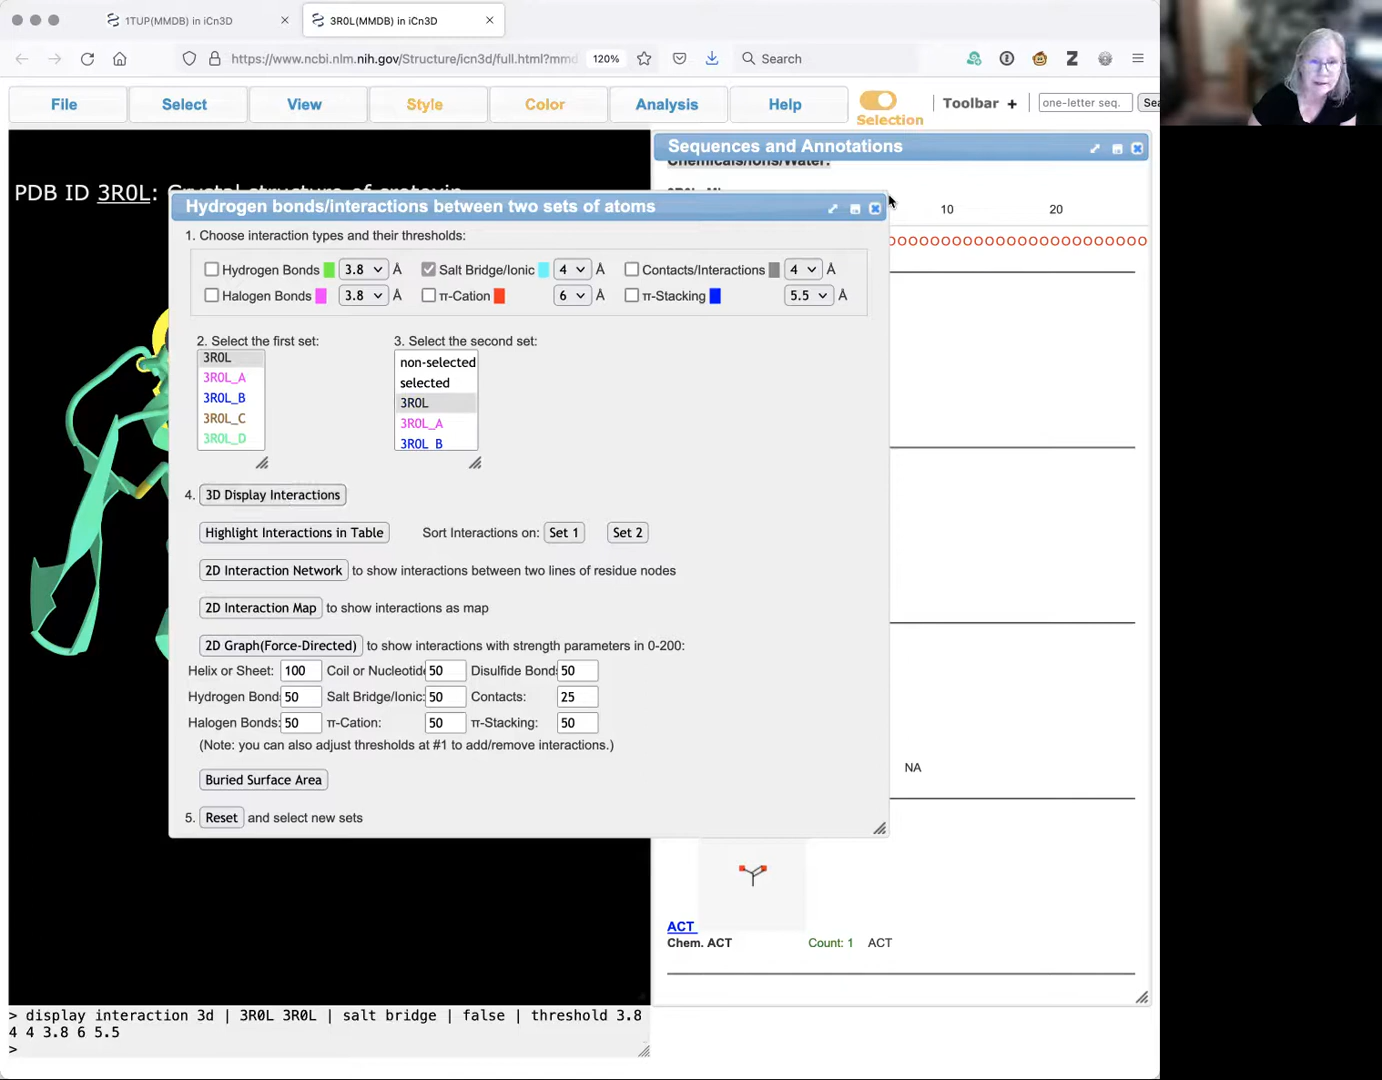 1TUP(MMDB) in iCn3D
3R0L(MMDB) in iCn3D
https://www.ncbi.nlm.nih.gov/Structure/icn3d/full.html?mmd
120%
Search
File
Select
View
Style
Color
Analysis
Help
Selection
Toolbar +
one-letter seq.
Sea
Sequences and Annotations
Chemicals/Ions/Water:
PDB ID 3R0L: Crystal structure of crotoxin
10 20
Hydrogen bonds/interactions between two sets of atoms
1. Choose interaction types and their thresholds:
Hydrogen Bonds 3.8 Å Salt Bridge/Ionic 4 Å Contacts/Interactions 4 Å
Halogen Bonds 3.8 Å π-Cation 6 Å π-Stacking 5.5 Å
2. Select the first set: 3. Select the second set:
3R0L
3R0L_A
3R0L_B
3R0L_C
3R0L_D
non-selected
selected
3R0L
3R0L_A
3R0L_B
4. 3D Display Interactions
Highlight Interactions in Table Sort Interactions on: Set 1 Set 2
2D Interaction Network to show interactions between two lines of residue nodes
2D Interaction Map to show interactions as map
2D Graph(Force-Directed) to show interactions with strength parameters in 0-200:
Helix or Sheet: 100 Coil or Nucleotid 50 Disulfide Bond: 50
Hydrogen Bond: 50 Salt Bridge/Ionic: 50 Contacts: 25
Halogen Bonds: 50 π-Cation: 50 π-Stacking: 50
(Note: you can also adjust thresholds at #1 to add/remove interactions.)
Buried Surface Area
5. Reset and select new sets
OOOOOOOOOOOOOOOOOOOOOOOO
NA
ACT
Chem. ACT Count: 1 ACT
> display interaction 3d | 3R0L 3R0L | salt bridge | false | threshold 3.8
4 4 3.8 6 5.5
>